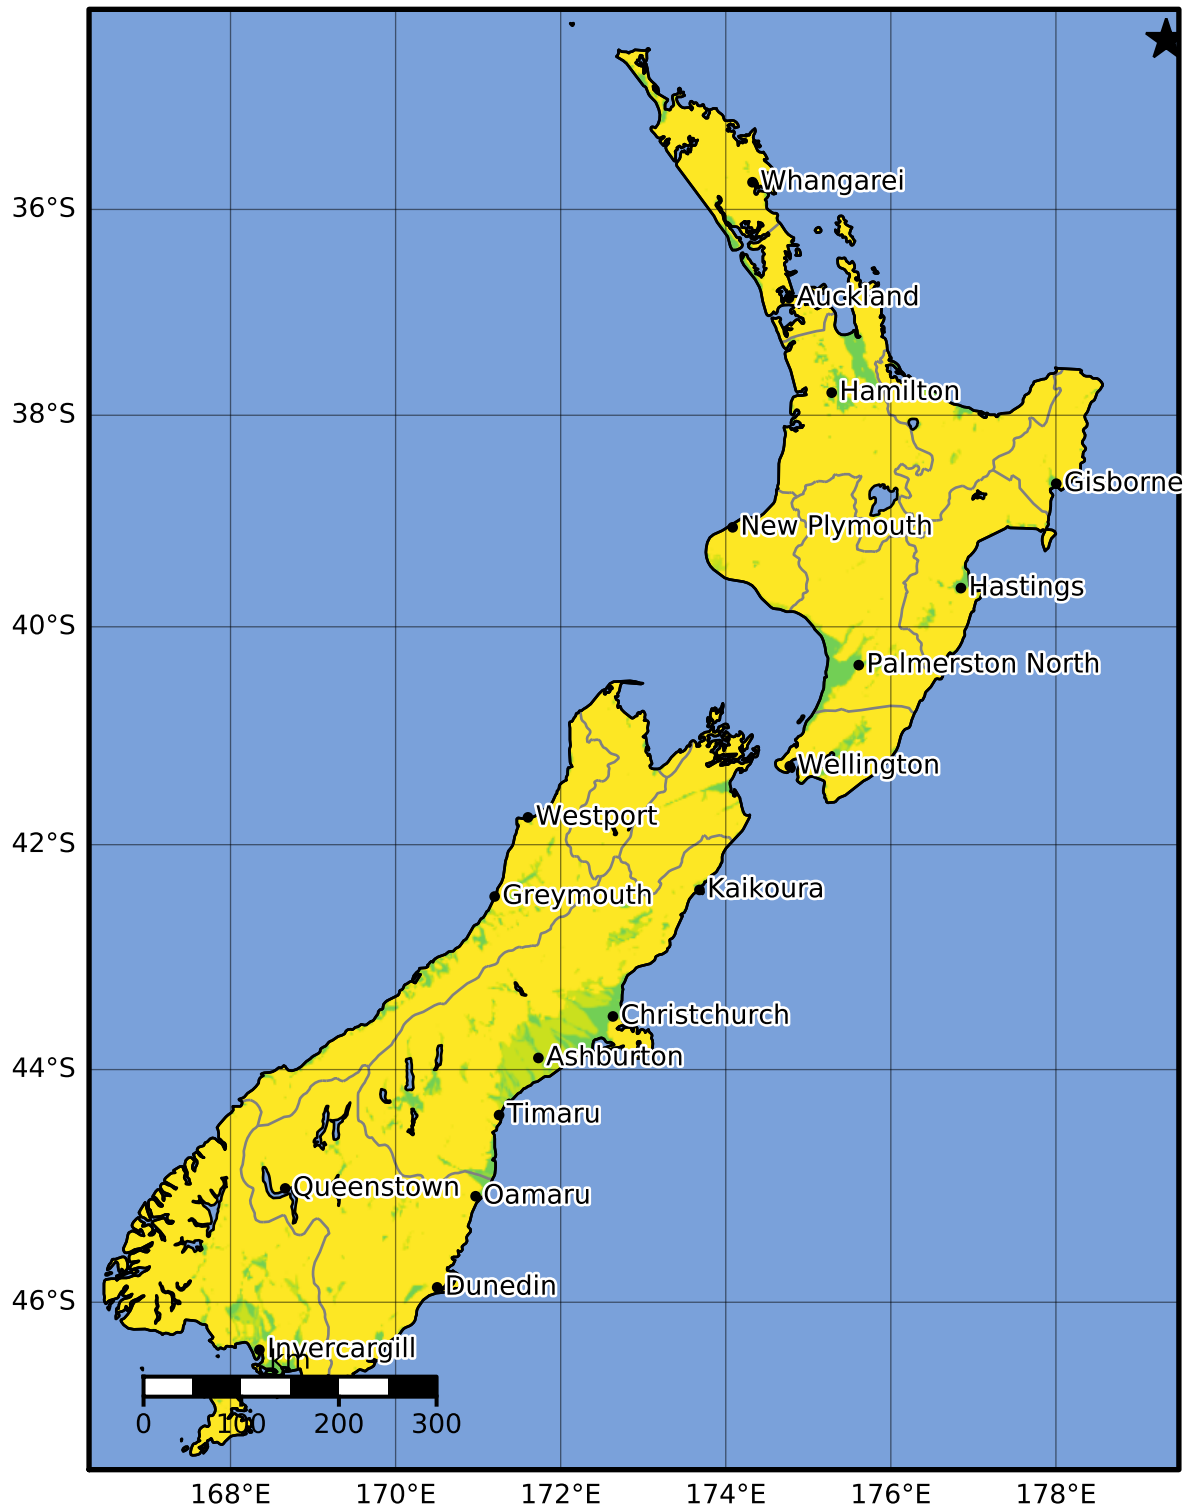 Whangarei
36°S
Auckland
Hamilton
38°S
Gisborne
New Plymouth
Hastings
40°S
Palmerston North
Wellington
Westport
42°S
Kaikoura
Greymouth
Christchurch
Ashburton
44°S
Timaru
Queenstown
Oamaru
Dunedin
46°S
Invercargill
km
0 100 200 300
168°E 170°E 172°E 174°E 176°E 178°E